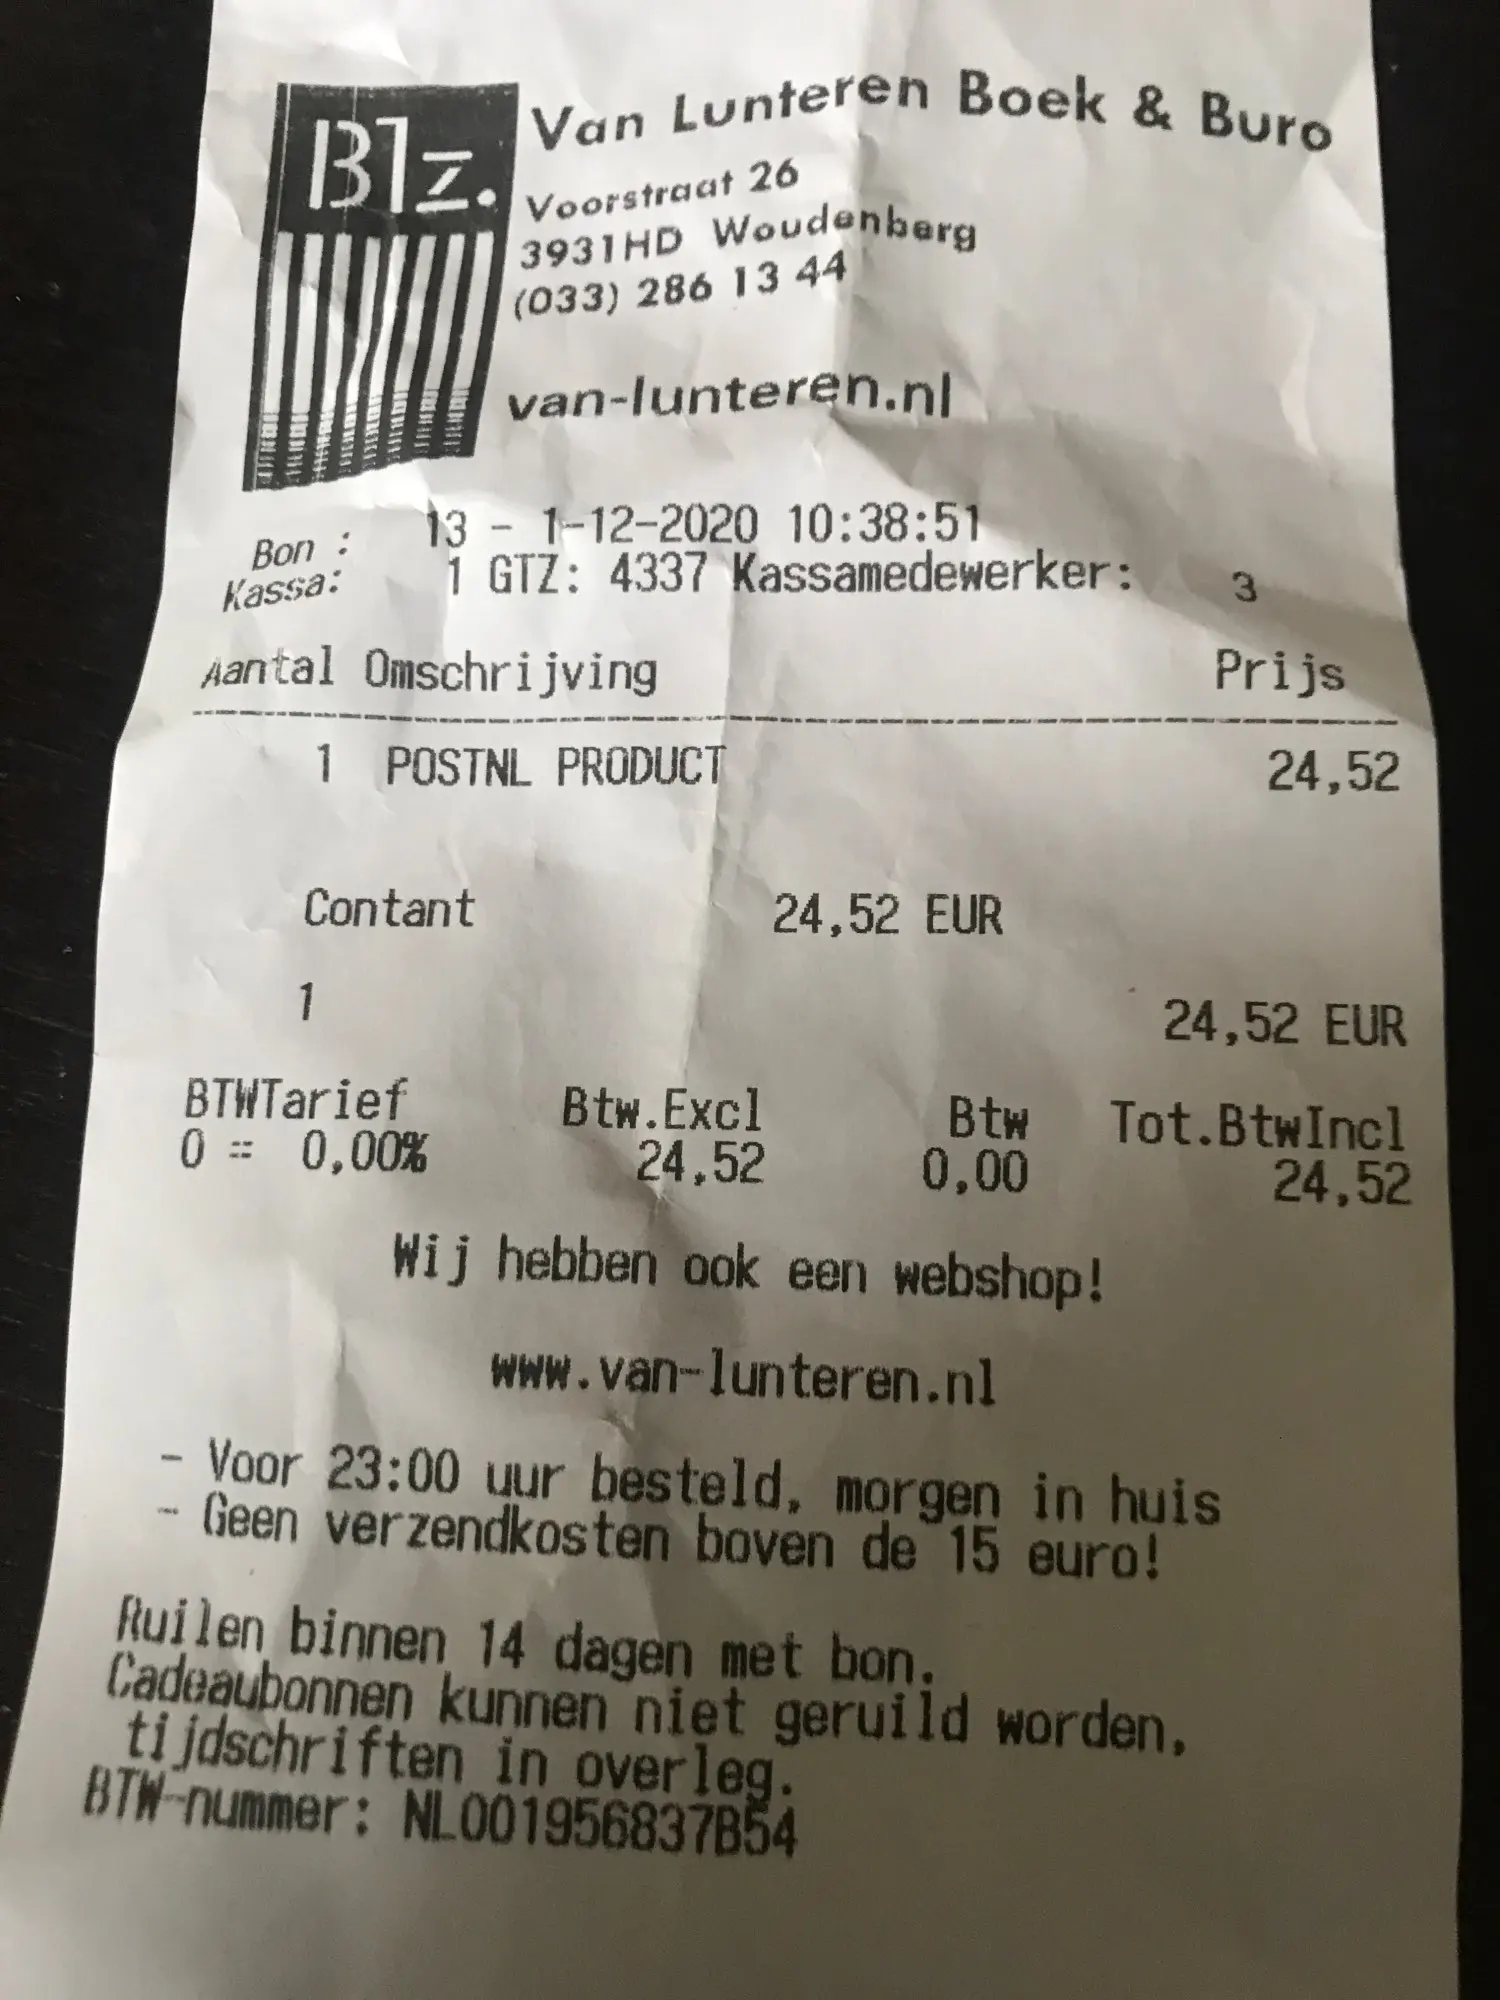 Blz.
Van Lunteren Boek & Buro
Voorstraat 26
3931HD Woudenberg
(033) 286 13 44
van-lunteren.nl
Bon : 13 - 1-12-2020 10:38:51
Kassa: 1 GTZ: 4337 Kassamedewerker: 3
Aantal Omschrijving Prijs
1 POSTNL PRODUCT 24,52
Contant 24,52 EUR
1 24,52 EUR
BTWTarief Btw.Excl Btw Tot.BtwIncl
0 = 0,00% 24,52 0,00 24,52
Wij hebben ook een webshop!
www.van-lunteren.nl
- Voor 23:00 uur besteld, morgen in huis
- Geen verzendkosten boven de 15 euro!
Ruilen binnen 14 dagen met bon.
Cadeaubonnen kunnen niet geruild worden,
tijdschriften in overleg.
BTW-nummer: NL001956837B54